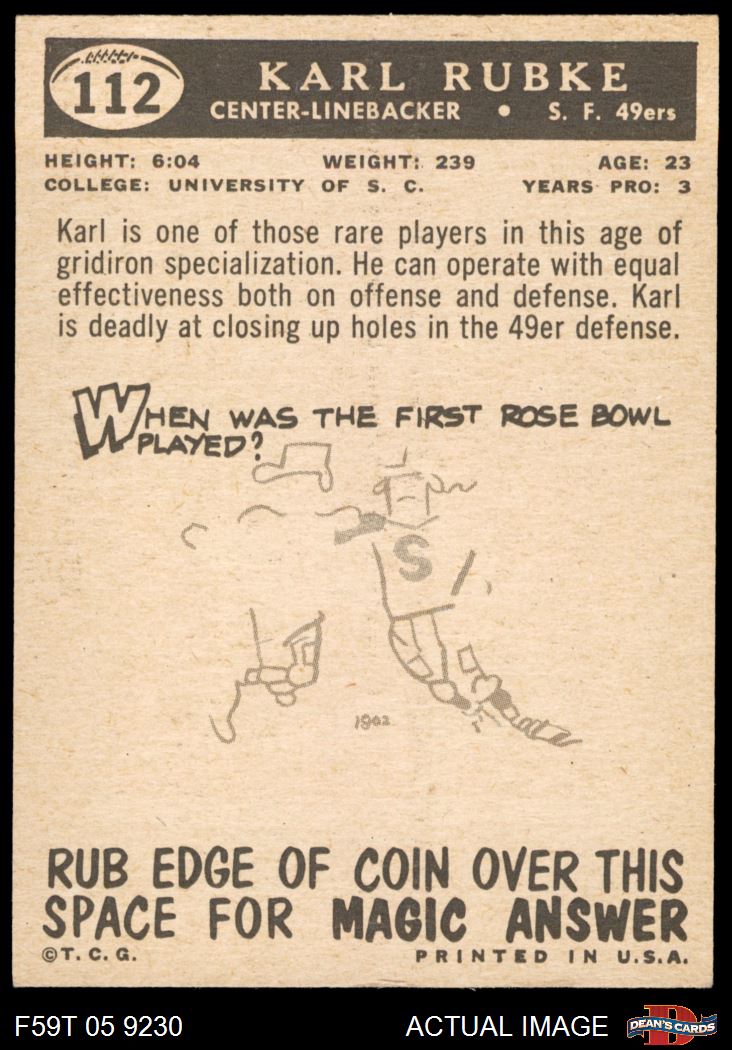 112
KARL RUBKE
CENTER-LINEBACKER • S. F. 49ers
HEIGHT: 6:04 WEIGHT: 239 AGE: 23
COLLEGE: UNIVERSITY OF S. C. YEARS PRO: 3
Karl is one of those rare players in this age of
gridiron specialization. He can operate with equal
effectiveness both on offense and defense. Karl
is deadly at closing up holes in the 49er defense.
WHEN WAS THE FIRST ROSE BOWL
PLAYED?
S
1902
RUB EDGE OF COIN OVER THIS
SPACE FOR MAGIC ANSWER
©T. C. G. PRINTED IN U.S.A.
F59T 05 9230 ACTUAL IMAGE DEAN'S CARDS